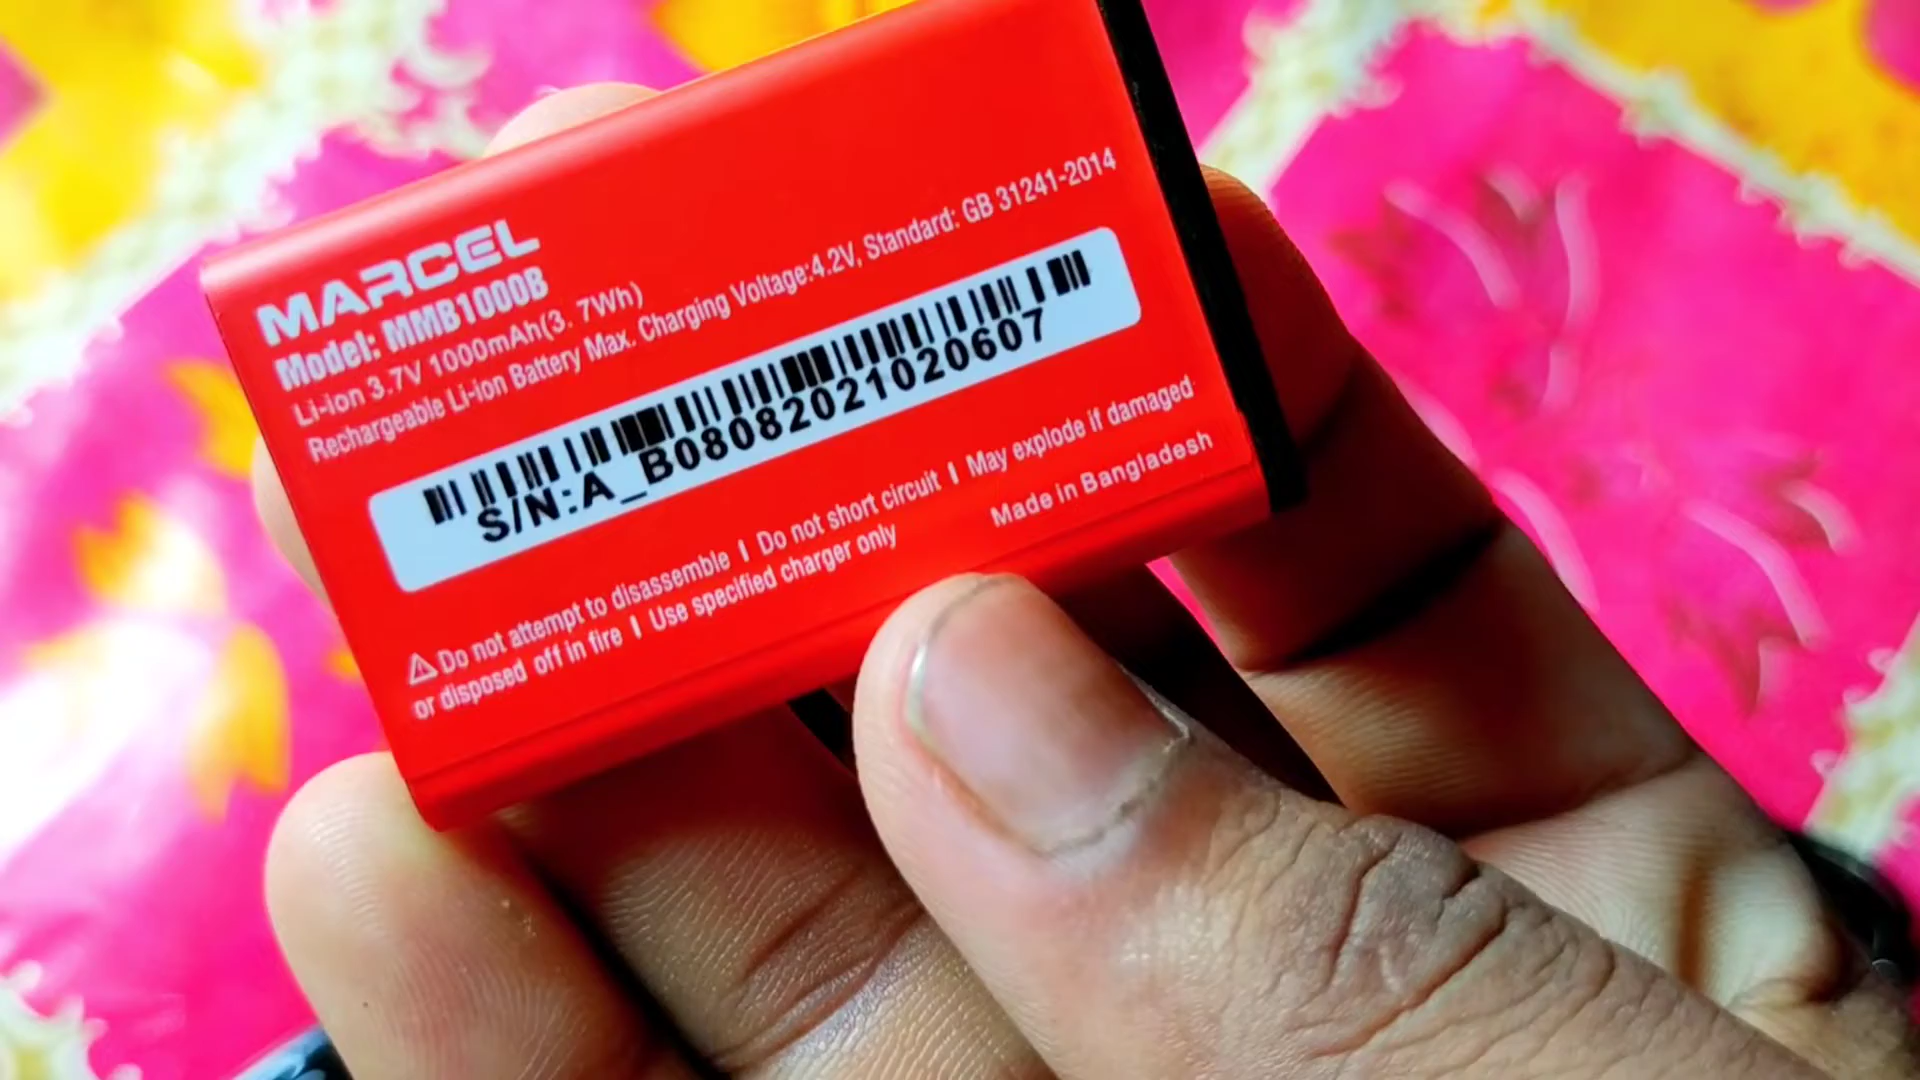 MARCEL
Model: MMB1000B
Li-ion 3.7V 1000mAh(3. 7Wh)
Rechargeable Li-Ion Battery Max. Charging Voltage:4.2V, Standard: GB 31241-2014
S/N:A_B08082021020607
⚠Do not attempt to disassemble I Do not short circuit I May explode if damaged
or disposed off in fire I Use specified charger only
Made in Bangladesh